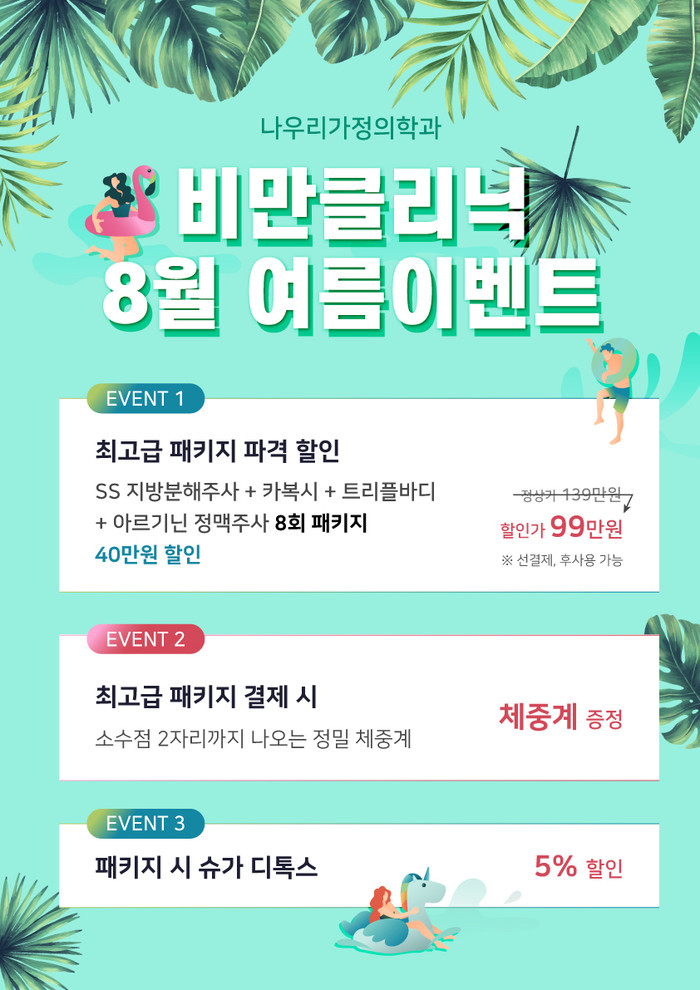 나우리가정의학과
비만클리닉
8월 여름이벤트
EVENT 1
최고급 패키지 파격 할인
SS 지방분해주사 + 카복시 + 트리플바디
+ 아르기닌 정맥주사 8회 패키지
40만원 할인
정상가 139만원
할인가 99만원
※ 선결제, 후사용 가능
EVENT 2
최고급 패키지 결제 시
소수점 2자리까지 나오는 정밀 체중계
체중계 증정
EVENT 3
패키지 시 슈가 디톡스
5% 할인